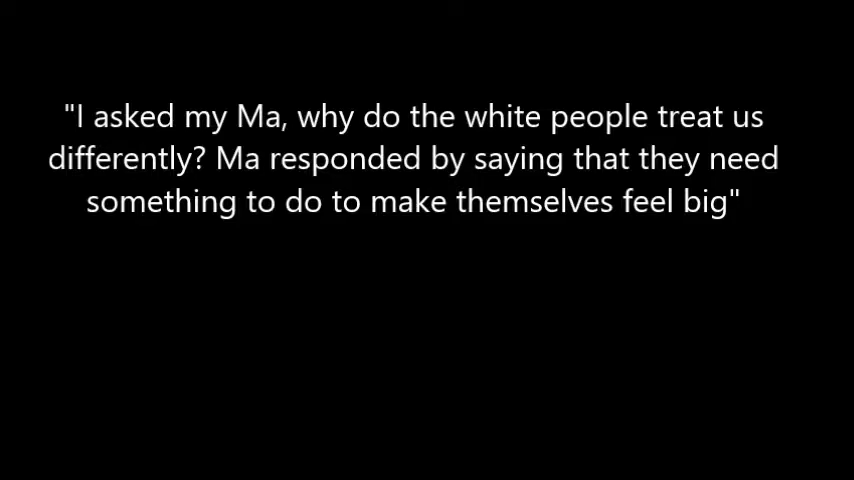 "I asked my Ma, why do the white people treat us
differently? Ma responded by saying that they need
something to do to make themselves feel big"